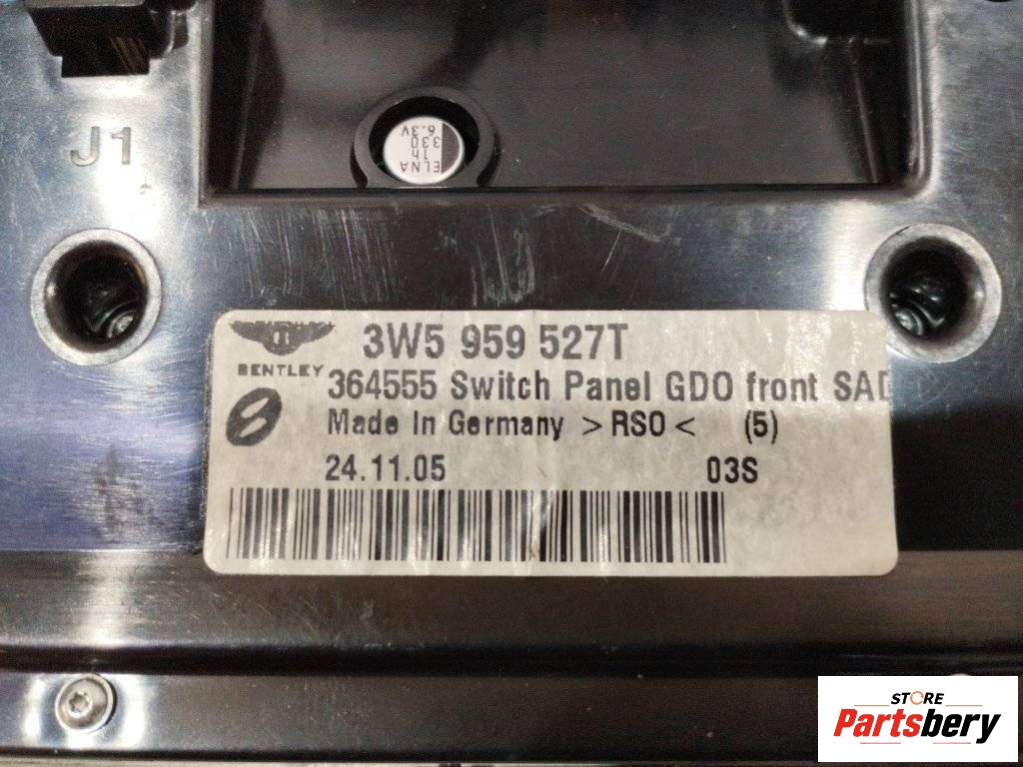 J1
ELNA
1h
330
6.3V
3W5 959 527T
BENTLEY
364555 Switch Panel GDO front SAD
8
Made In Germany >RSO< (5)
24.11.05 03S
STORE
Partsbery